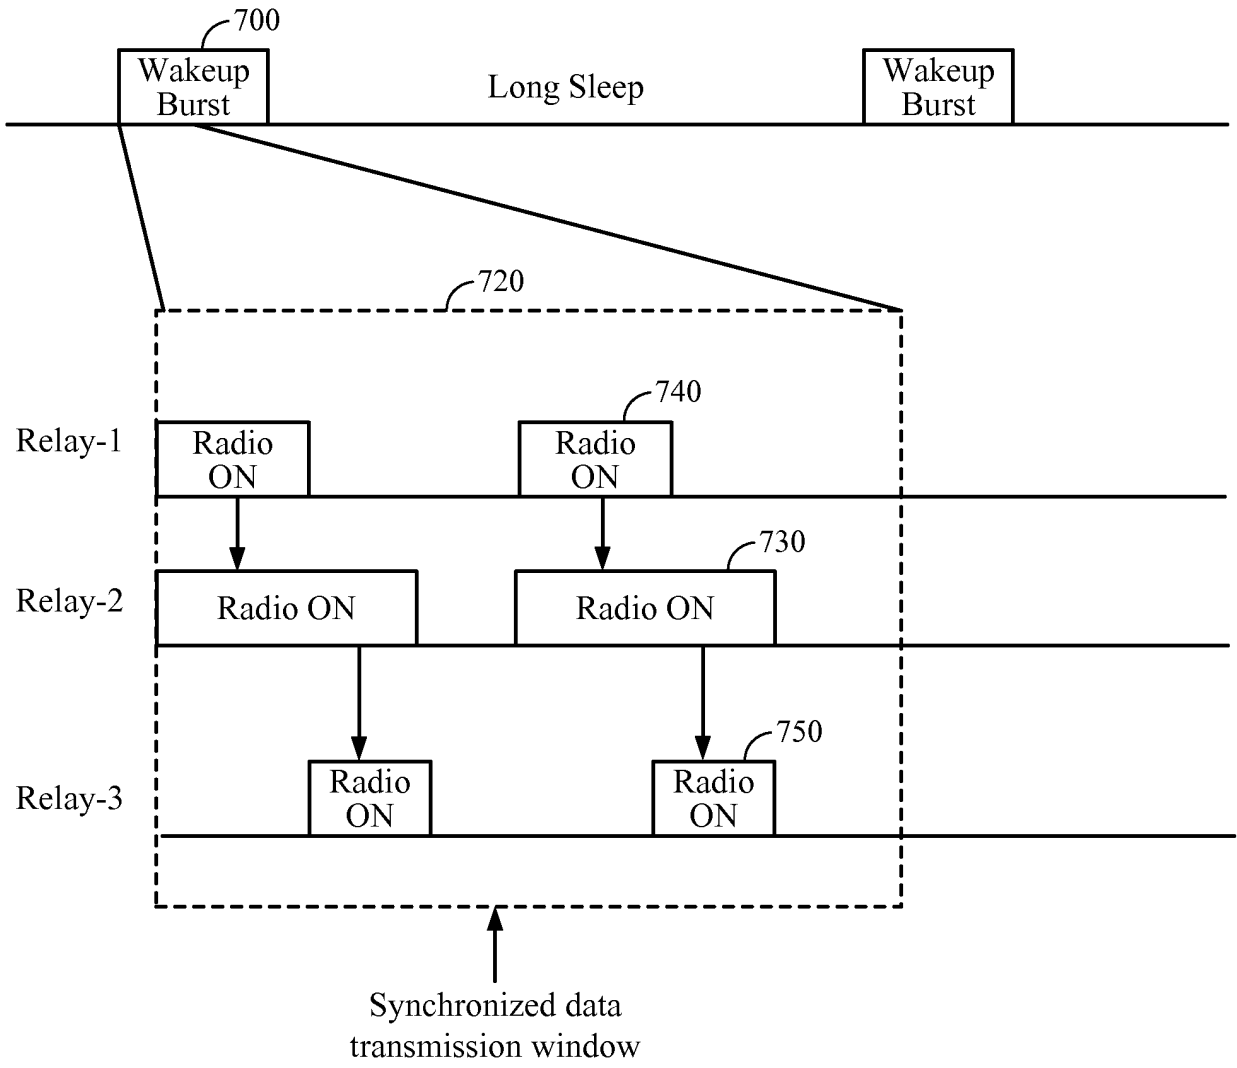 700
Wakeup
Burst
Long Sleep
Wakeup
Burst
720
740
Relay-1
Radio
ON
Radio
ON
730
Relay-2
Radio ON
Radio ON
750
Relay-3
Radio
ON
Radio
ON
Synchronized data
transmission window